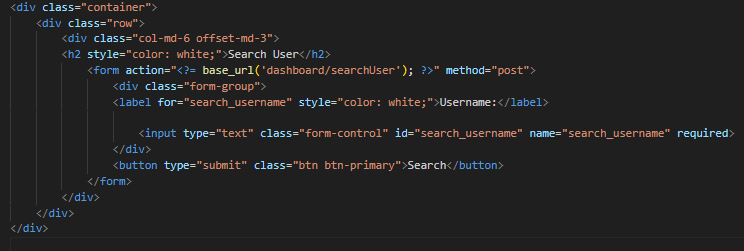 <div class="container">
<div class="row">
<div class="col-md-6 offset-md-3">
<h2 style="color: white;">Search User</h2>
<form action="<?= base_url('dashboard/searchUser'); ?>" method="post">
<div class="form-group">
<label for="search_username" style="color: white;">Username:</label>
<input type="text" class="form-control" id="search_username" name="search_username" required>
</div>
<button type="submit" class="btn btn-primary">Search</button>
</form>
</div>
</div>
</div>